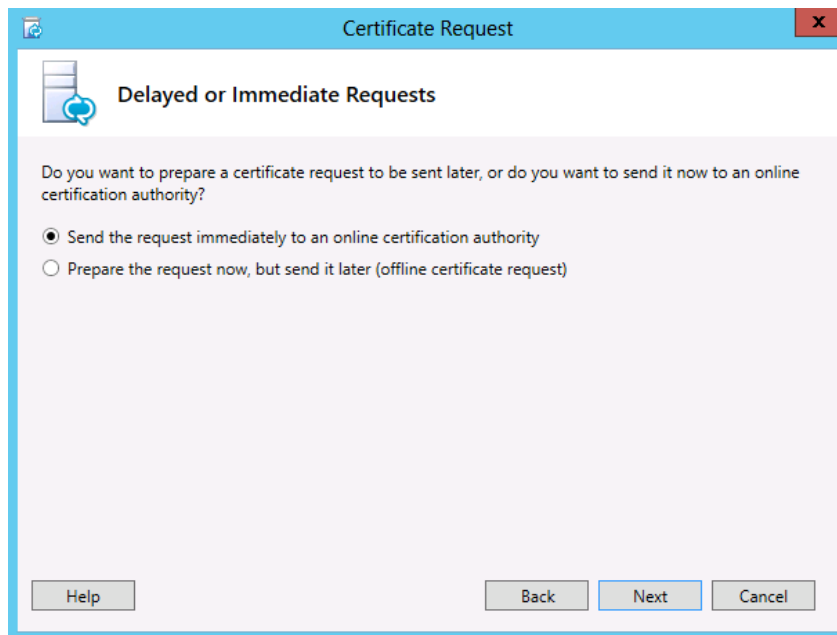 Certificate Request
x
Delayed or Immediate Requests
Do you want to prepare a certificate request to be sent later, or do you want to send it now to an online
certification authority?
Send the request immediately to an online certification authority
Prepare the request now, but send it later (offline certificate request)
Help
Back
Next
Cancel